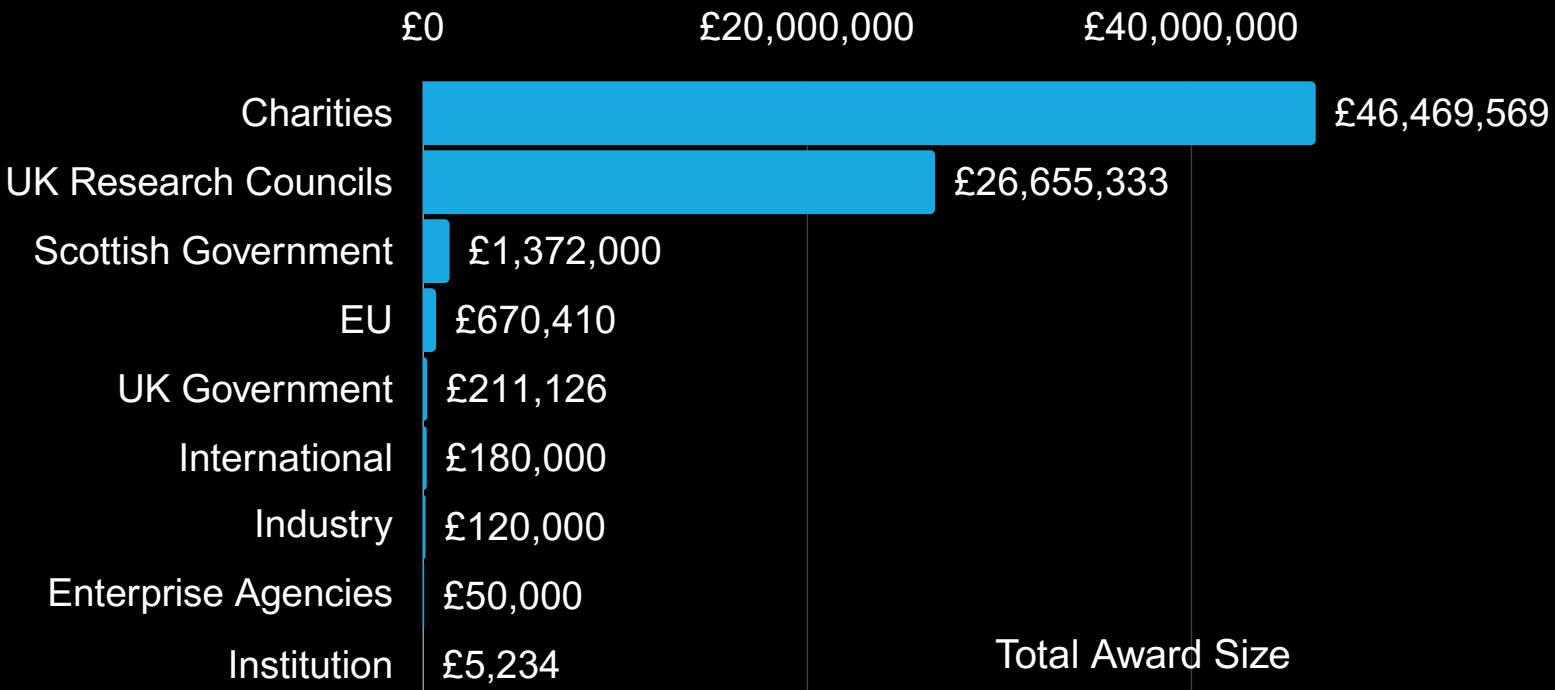 £0 £20,000,000 £40,000,000
Charities £46,469,569
UK Research Councils £26,655,333
Scottish Government £1,372,000
EU £670,410
UK Government £211,126
International £180,000
Industry £120,000
Enterprise Agencies £50,000
Institution £5,234
Total Award Size